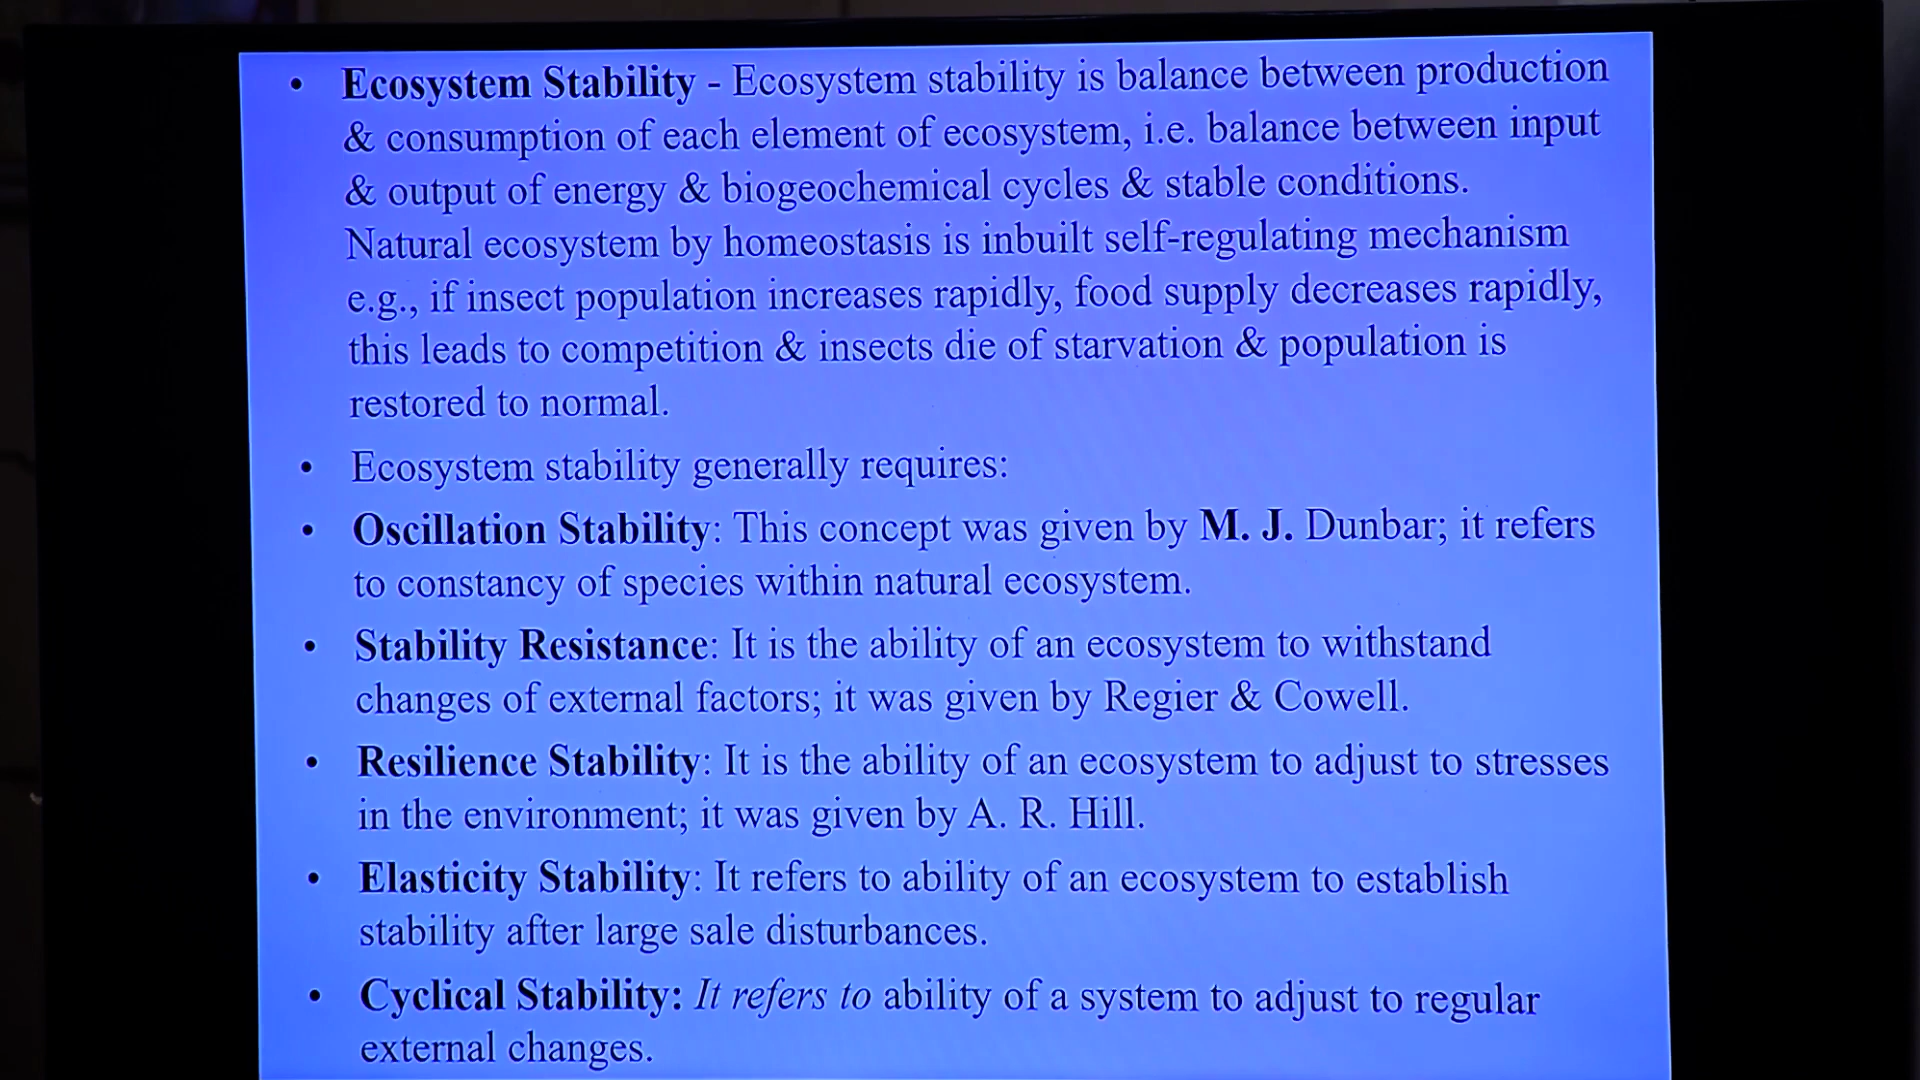 • Ecosystem Stability - Ecosystem stability is balance between production
& consumption of each element of ecosystem, i.e. balance between input
& output of energy & biogeochemical cycles & stable conditions.
Natural ecosystem by homeostasis is inbuilt self-regulating mechanism
e.g., if insect population increases rapidly, food supply decreases rapidly,
this leads to competition & insects die of starvation & population is
restored to normal.
• Ecosystem stability generally requires:
• Oscillation Stability: This concept was given by M. J. Dunbar; it refers
to constancy of species within natural ecosystem.
• Stability Resistance: It is the ability of an ecosystem to withstand
changes of external factors; it was given by Regier & Cowell.
• Resilience Stability: It is the ability of an ecosystem to adjust to stresses
in the environment; it was given by A. R. Hill.
• Elasticity Stability: It refers to ability of an ecosystem to establish
stability after large sale disturbances.
• Cyclical Stability: It refers to ability of a system to adjust to regular
external changes.